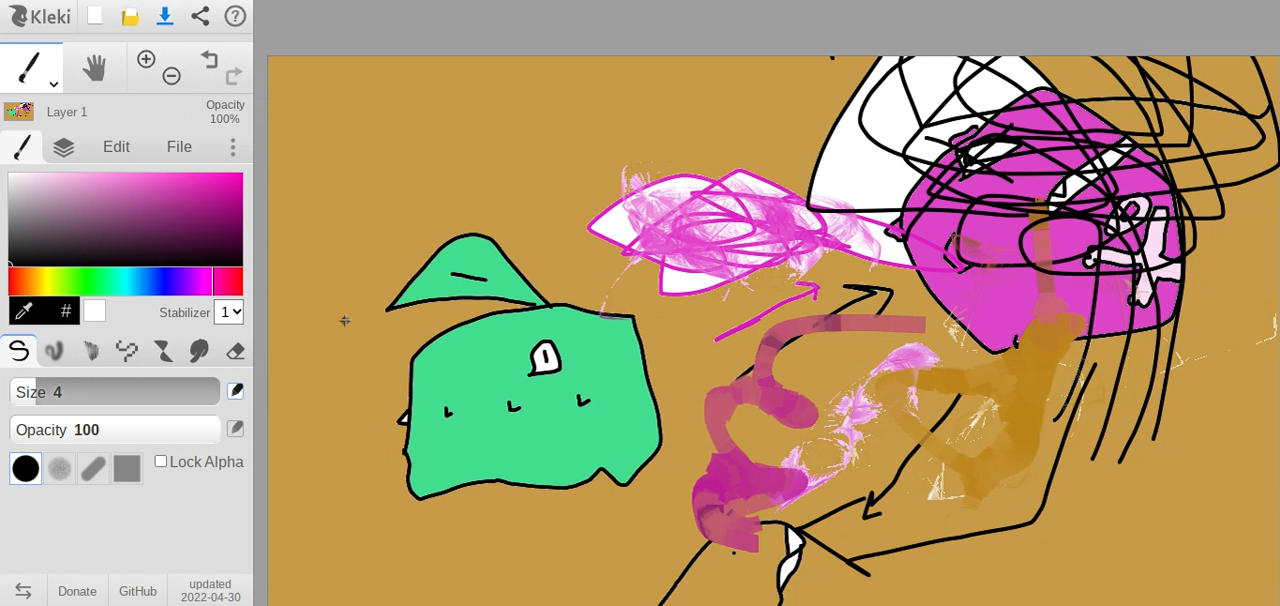 Kleki
?
Layer 1
Opacity
100%
Edit
File
#
Stabilizer 1
Size 4
Opacity 100
Lock Alpha
Donate
GitHub
updated
2022-04-30